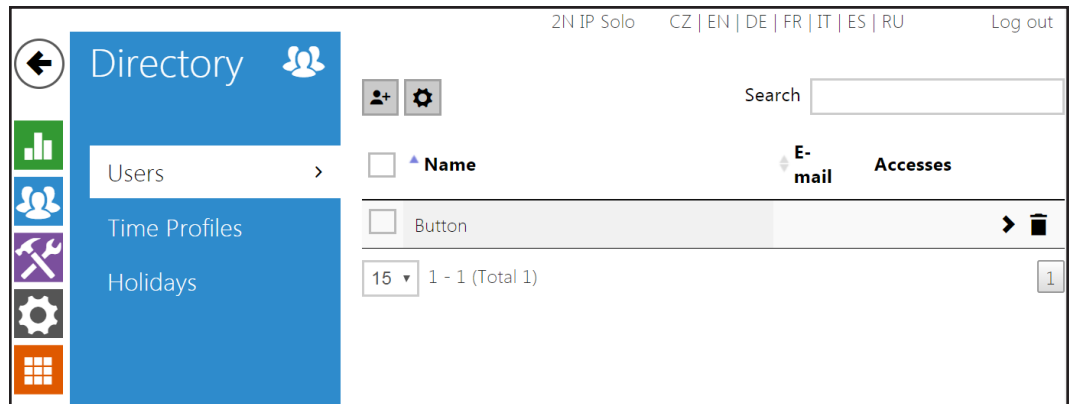 2N IP Solo CZ | EN | DE | FR | IT | ES | RU Log out
Directory
Search
Users
Name E-mail Accesses
Time Profiles
Button
Holidays
15 1 - 1 (Total 1) 1